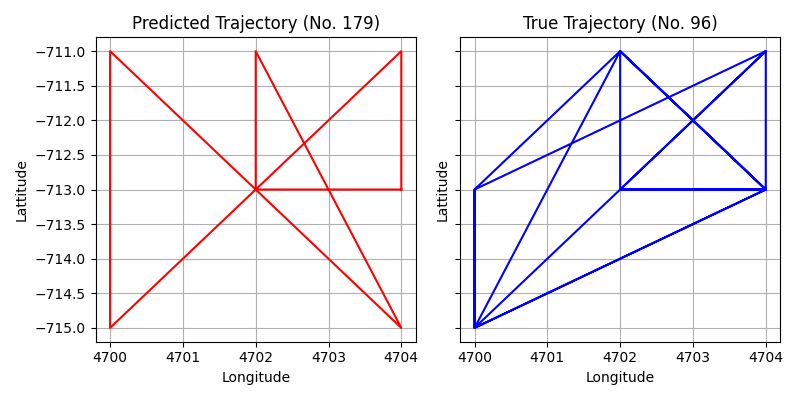 Predicted Trajectory (No. 179)
True Trajectory (No. 96)
−711.0
−711.5
−712.0
−712.5
−713.0
−713.5
−714.0
−714.5
−715.0
Lattitude
Lattitude
4700 4701 4702 4703 4704
4700 4701 4702 4703 4704
Longitude
Longitude